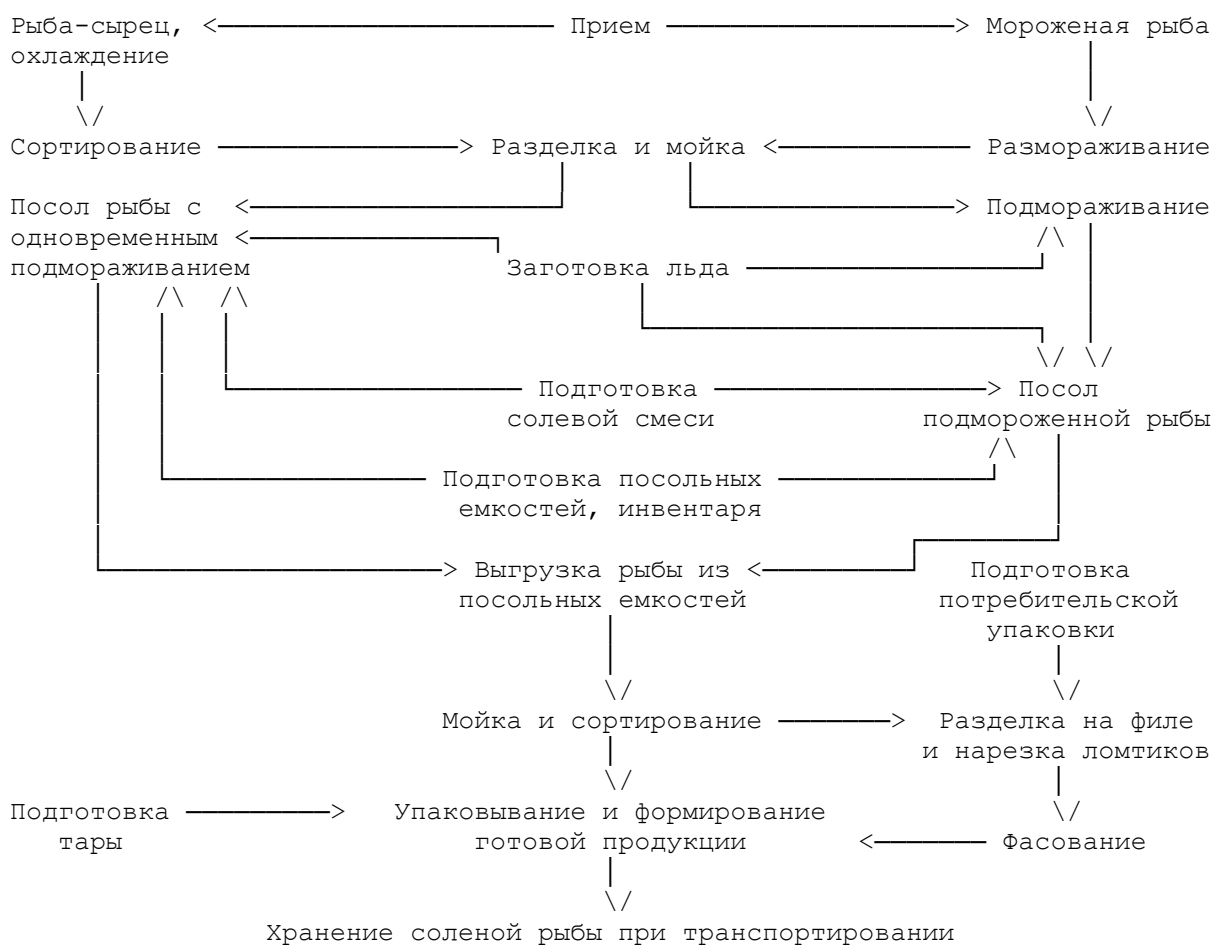 Рыба-сырец, <─────────── Прием ──────────> Мороженая рыба
охлаждение
\/ \/
Сортирование ────────> Разделка и мойка <─────── Размораживание
Посол рыбы с <─────────── ──────────> Подмораживание
одновременным <───────── /\
подмораживанием Заготовка льда ──────────
/\ /\
\/ \/
Подготовка ──────────> Посол
солевой смеси подмороженной рыбы
/\
Подготовка посольных ────────
емкостей, инвентаря
────────────> Выгрузка рыбы из <────── Подготовка
посольных емкостей потребительской
упаковки
\/ \/
Мойка и сортирование ────> Разделка на филе
и нарезка ломтиков
\/
Подготовка ─────> Упаковывание и формирование \/
тары готовой продукции <──── Фасование
\/
Хранение соленой рыбы при транспортировании